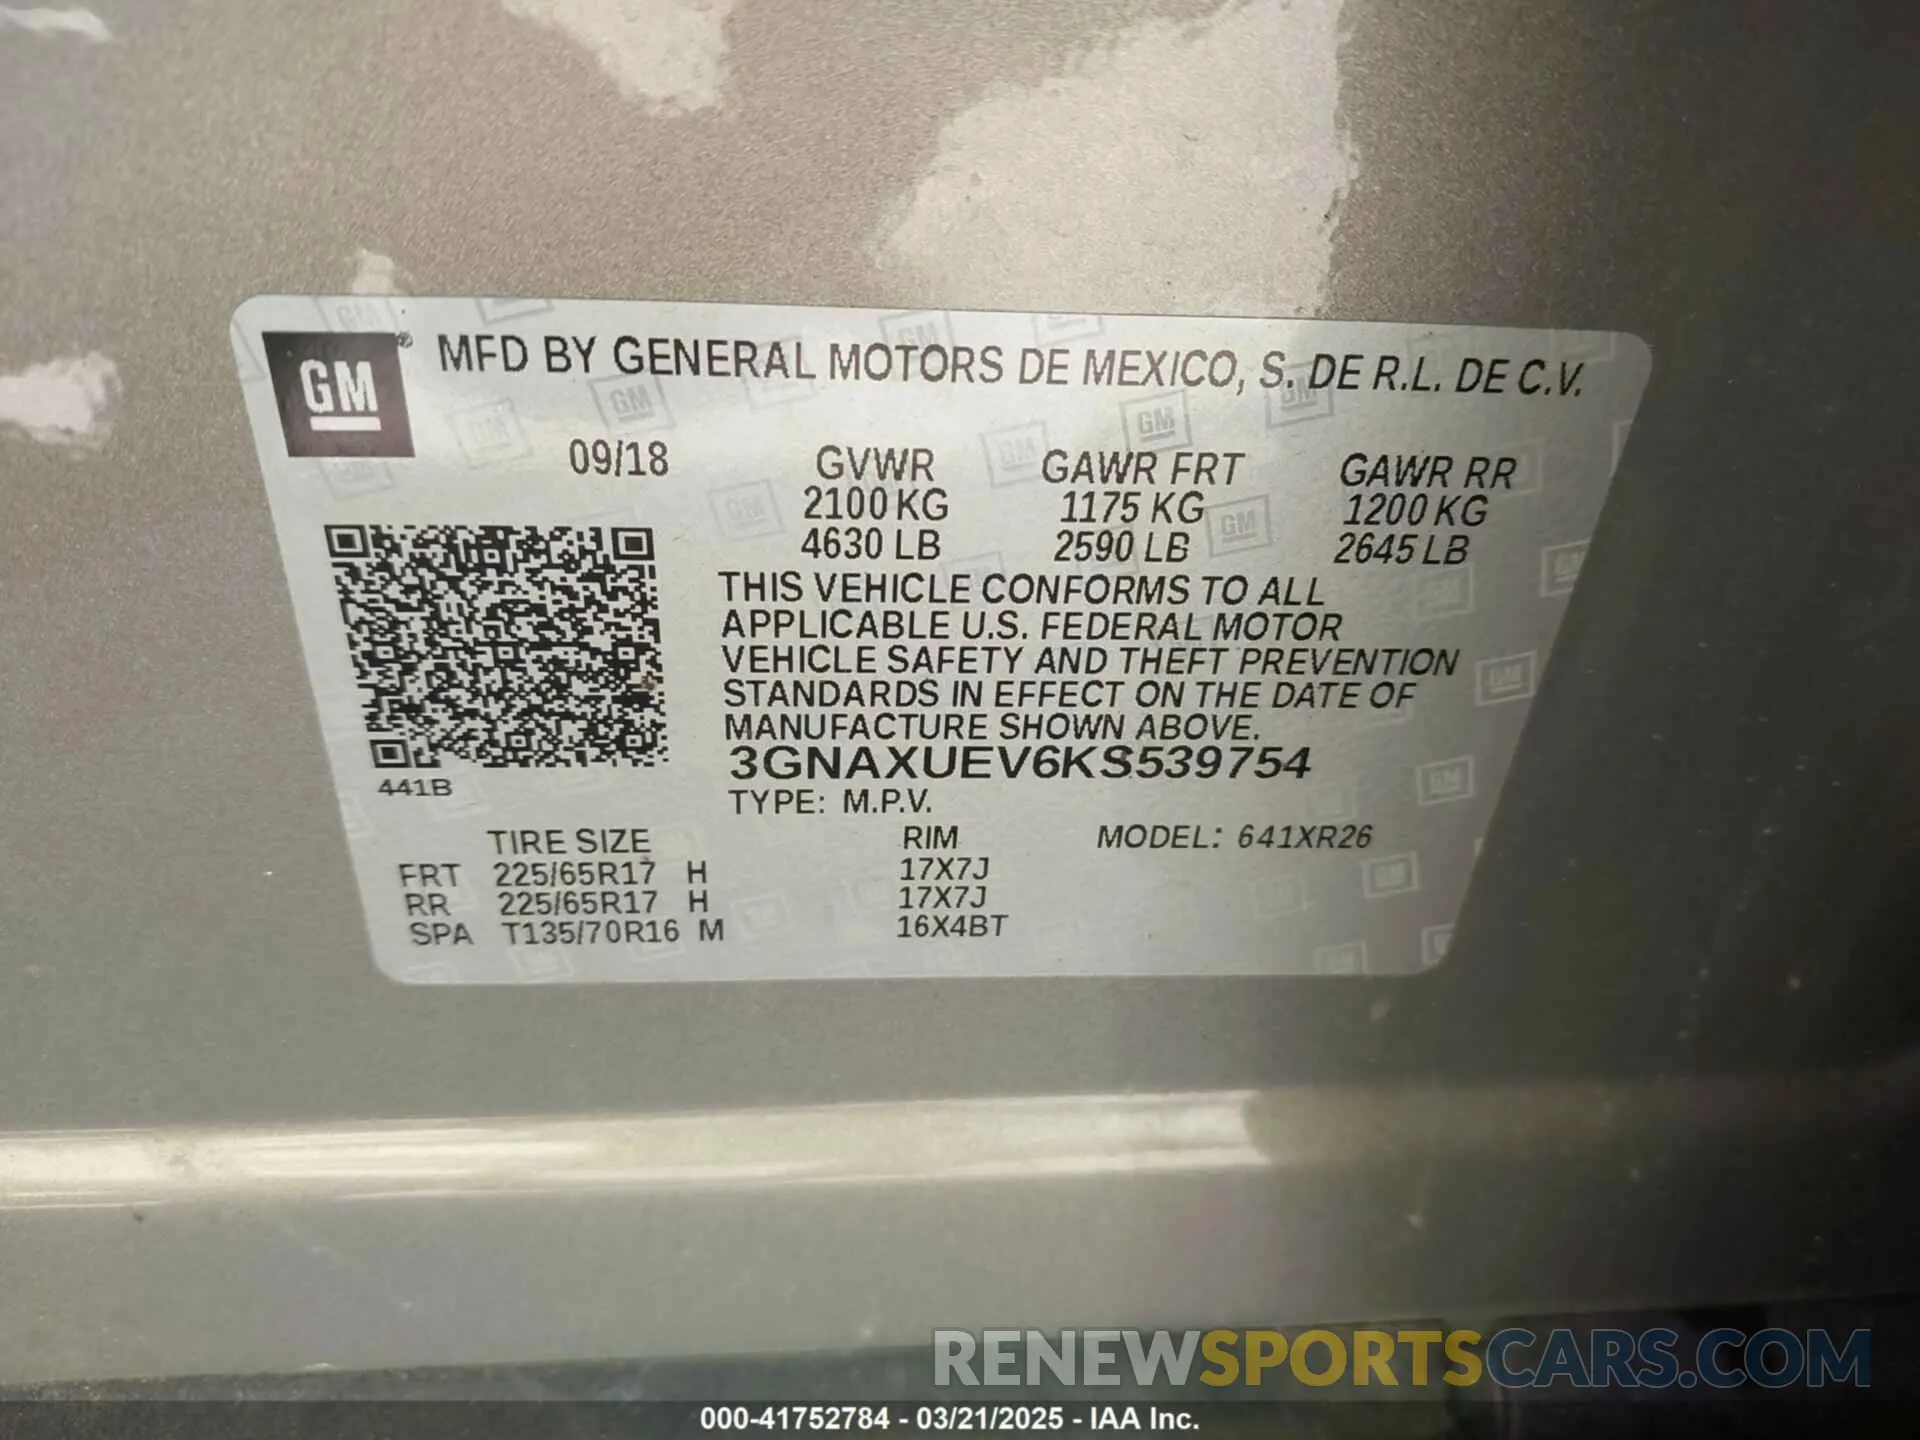 GM® MFD BY GENERAL MOTORS DE MEXICO, S. DE R.L. DE C.V.
09/18 GVWR GAWR FRT GAWR RR
2100 KG 1175 KG 1200 KG
4630 LB 2590 LB 2645 LB
THIS VEHICLE CONFORMS TO ALL
APPLICABLE U.S. FEDERAL MOTOR
VEHICLE SAFETY AND THEFT PREVENTION
STANDARDS IN EFFECT ON THE DATE OF
MANUFACTURE SHOWN ABOVE.
3GNAXUEV6KS539754
441B
TYPE: M.P.V.
TIRE SIZE RIM MODEL: 641XR26
FRT 225/65R17 H 17X7J
RR 225/65R17 H 17X7J
SPA T135/70R16 M 16X4BT
RENEWSPORTSCARS.COM
000-41752784 - 03/21/2025 - IAA Inc.